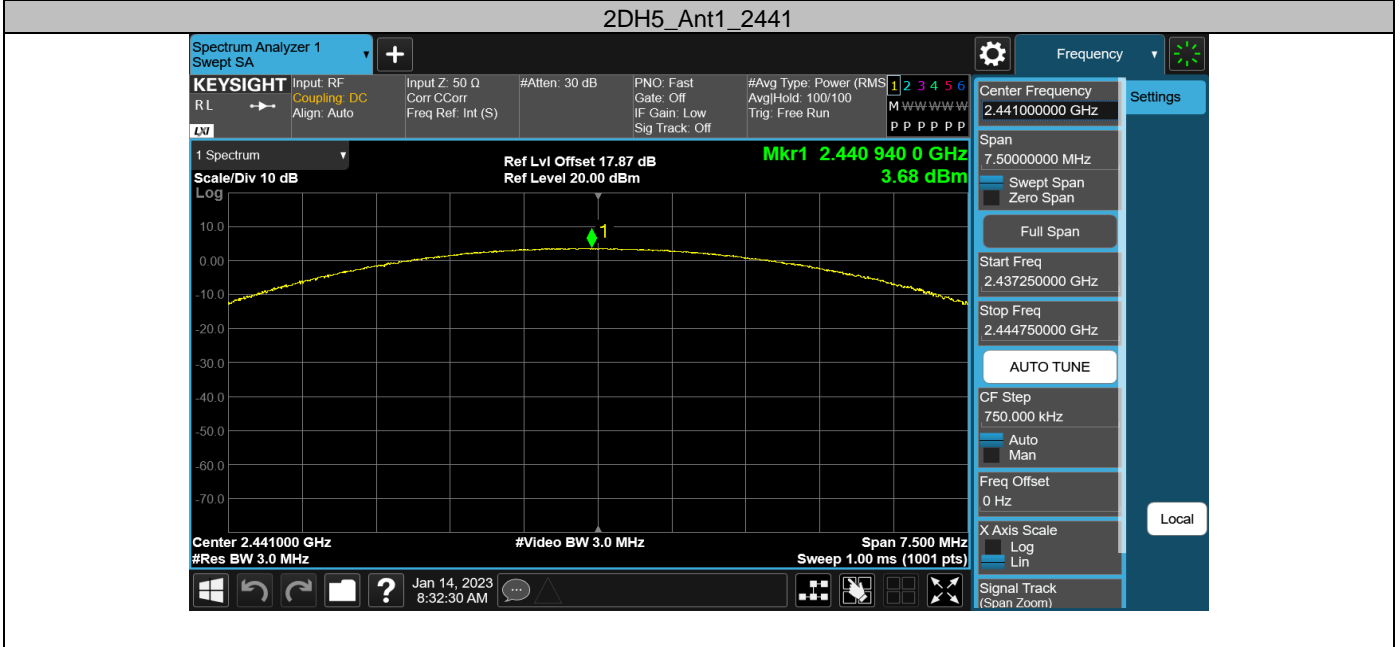 2DH5_Ant1_2441
Spectrum Analyzer 1
Swept SA
Frequency
KEYSIGHT
RL
LXI
Input: RF
Coupling: DC
Align: Auto
Input Z: 50 Ω
Corr CCorr
Freq Ref: Int (S)
#Atten: 30 dB
PNO: Fast
Gate: Off
IF Gain: Low
Sig Track: Off
#Avg Type: Power (RMS
Avg|Hold: 100/100
Trig: Free Run
1 2 3 4 5 6
M W W W W W
P P P P P P
1 Spectrum
Scale/Div 10 dB
Log
Ref Lvl Offset 17.87 dB
Ref Level 20.00 dBm
Mkr1 2.440 940 0 GHz
3.68 dBm
1
10.0
0.00
-10.0
-20.0
-30.0
-40.0
-50.0
-60.0
-70.0
Center 2.441000 GHz
#Video BW 3.0 MHz
Span 7.500 MHz
#Res BW 3.0 MHz
Sweep 1.00 ms (1001 pts)
?
Jan 14, 2023
8:32:30 AM
Center Frequency
2.441000000 GHz
Span
7.50000000 MHz
Swept Span
Zero Span
Full Span
Start Freq
2.437250000 GHz
Stop Freq
2.444750000 GHz
AUTO TUNE
CF Step
750.000 kHz
Auto
Man
Freq Offset
0 Hz
X Axis Scale
Log
Lin
Signal Track
(Span Zoom)
Settings
Local